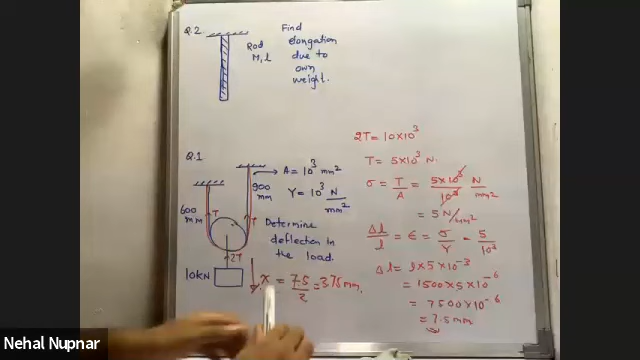 Q.2
Rod
M, l
Find
elongation
due to
own
weight.
Q.1
600
mm
900
mm
T
T
2T
10kN
A = 10³ mm²
Y = 10³ N/mm²
Determine
deflection in
the load.
x = 7.5/2 = 3.75 mm.
2T = 10×10³
T = 5×10³ N.
σ = T/A = 5×10³/10³ N/mm²
= 5 N/mm²
Δl/l = ε = σ/Y = 5/10³
Δl = l×5×10⁻³
= 1500×5×10⁻⁶
= 7500×10⁻⁶
= 7.5mm
Nehal Nupnar